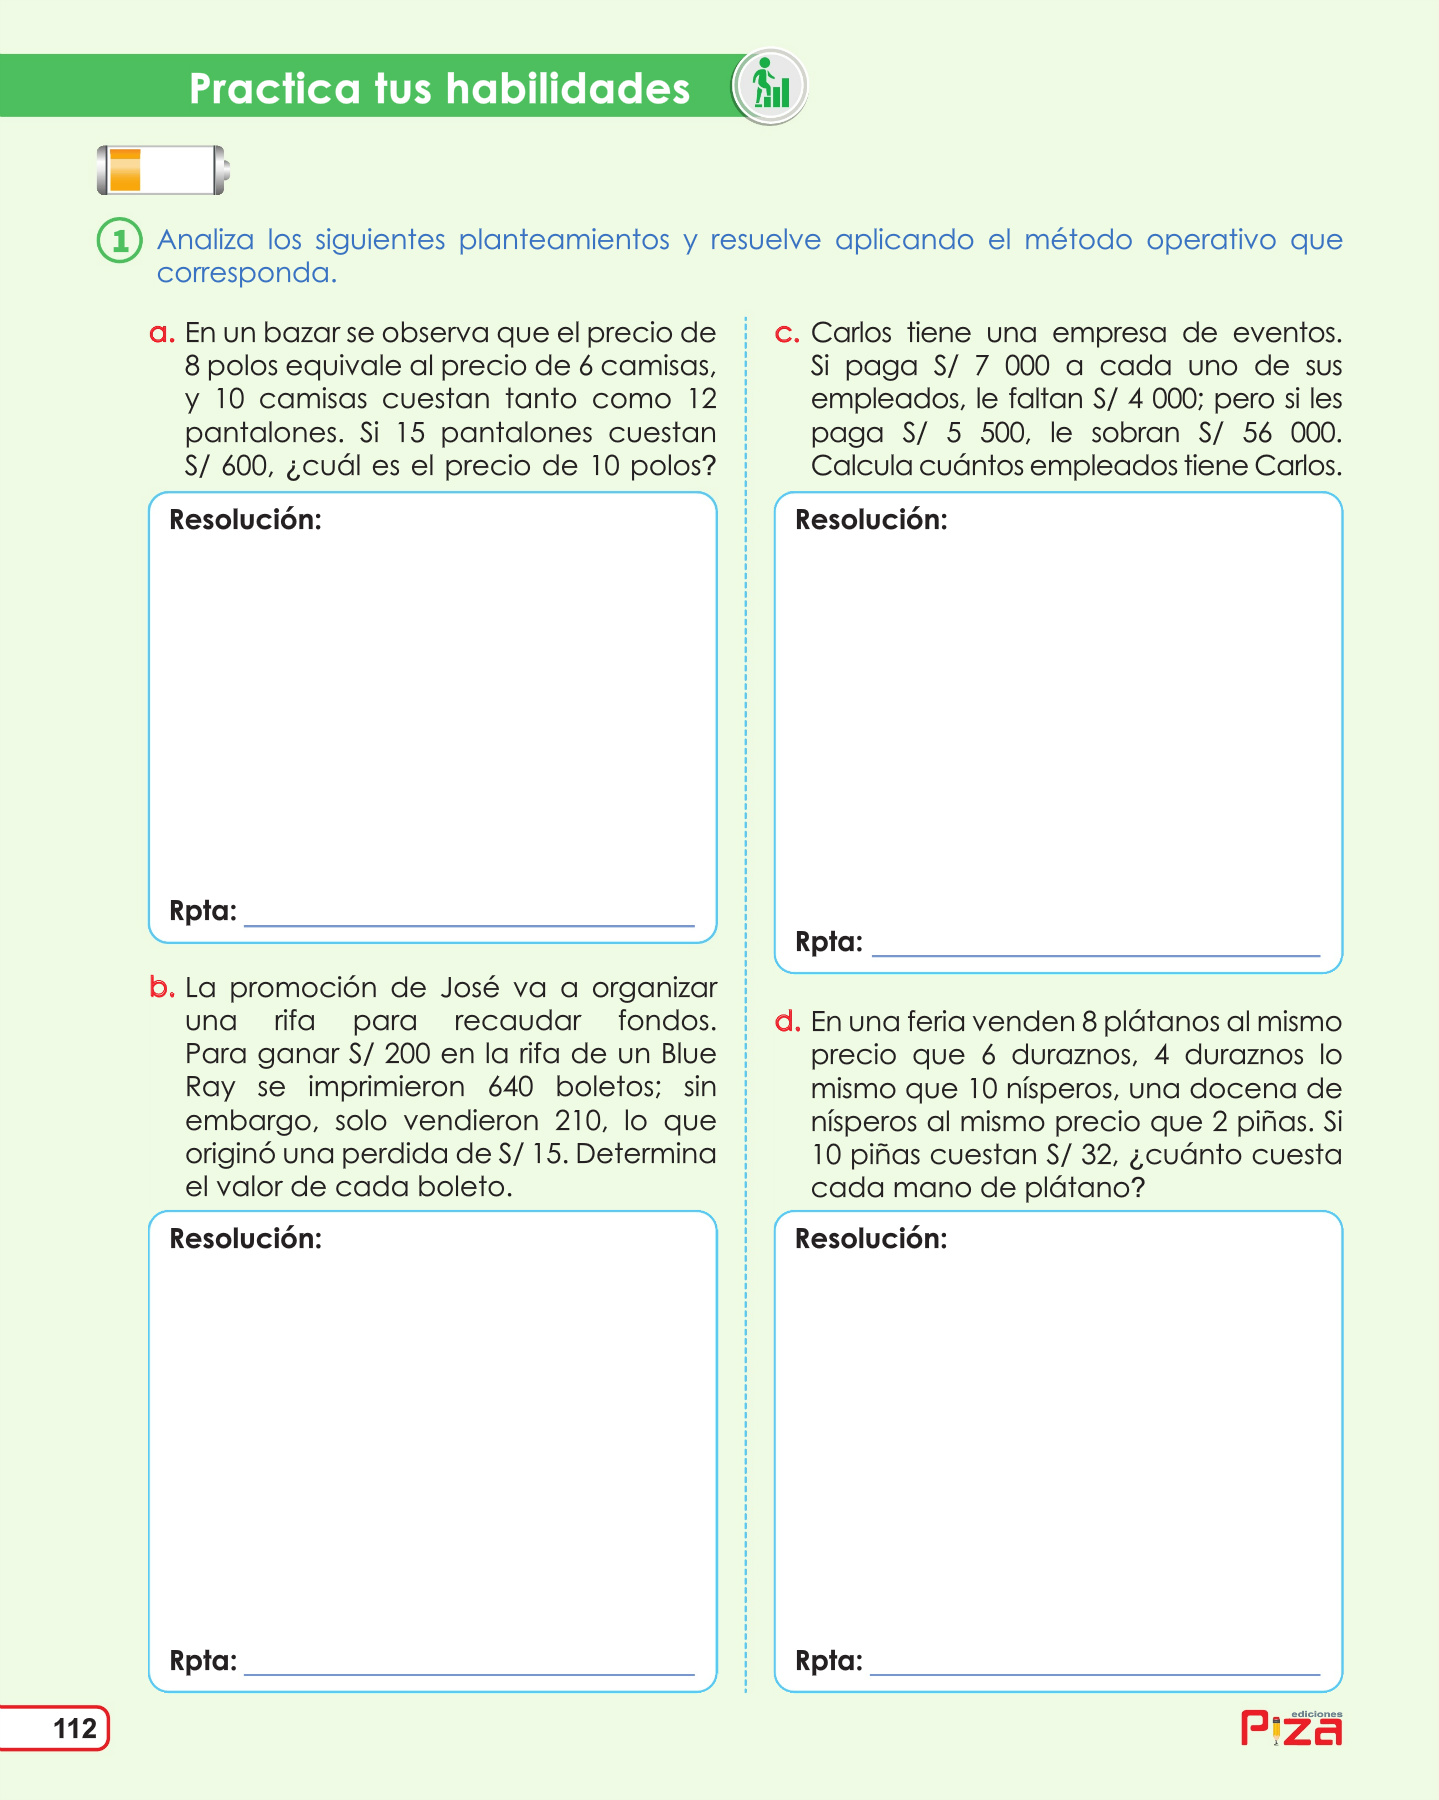 Practica tus habilidades
1 Analiza los siguientes planteamientos y resuelve aplicando el método operativo que
corresponda.
a. En un bazar se observa que el precio de
8 polos equivale al precio de 6 camisas,
y 10 camisas cuestan tanto como 12
pantalones. Si 15 pantalones cuestan
S/ 600, ¿cuál es el precio de 10 polos?
Resolución:
Rpta:
b. La promoción de José va a organizar
una rifa para recaudar fondos.
Para ganar S/ 200 en la rifa de un Blue
Ray se imprimieron 640 boletos; sin
embargo, solo vendieron 210, lo que
originó una perdida de S/ 15. Determina
el valor de cada boleto.
Resolución:
Rpta:
c. Carlos tiene una empresa de eventos.
Si paga S/ 7 000 a cada uno de sus
empleados, le faltan S/ 4 000; pero si les
paga S/ 5 500, le sobran S/ 56 000.
Calcula cuántos empleados tiene Carlos.
Resolución:
Rpta:
d. En una feria venden 8 plátanos al mismo
precio que 6 duraznos, 4 duraznos lo
mismo que 10 nísperos, una docena de
nísperos al mismo precio que 2 piñas. Si
10 piñas cuestan S/ 32, ¿cuánto cuesta
cada mano de plátano?
Resolución:
Rpta:
112
ediciones
Piza